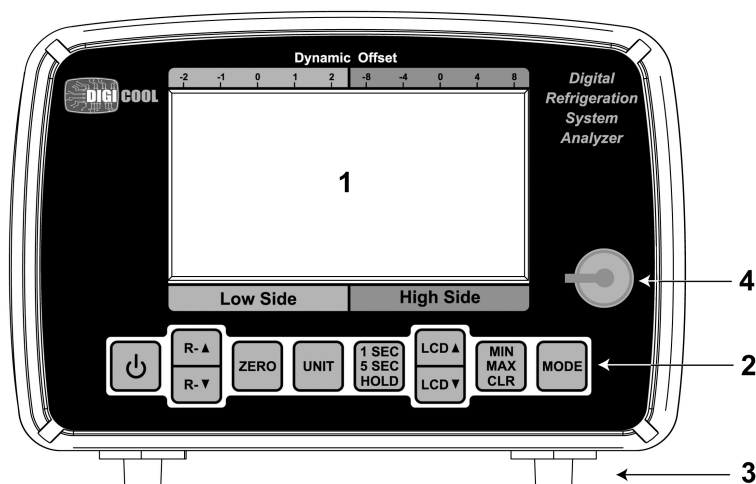 Dynamic Offset
-2 -1 0 1 2 -8 -4 0 4 8
DIGI COOL
Digital
Refrigeration
System
Analyzer
1
4
Low Side High Side
R-▲
R-▼
ZERO
UNIT
1 SEC
5 SEC
HOLD
LCD▲
LCD▼
MIN
MAX
CLR
MODE
2
3